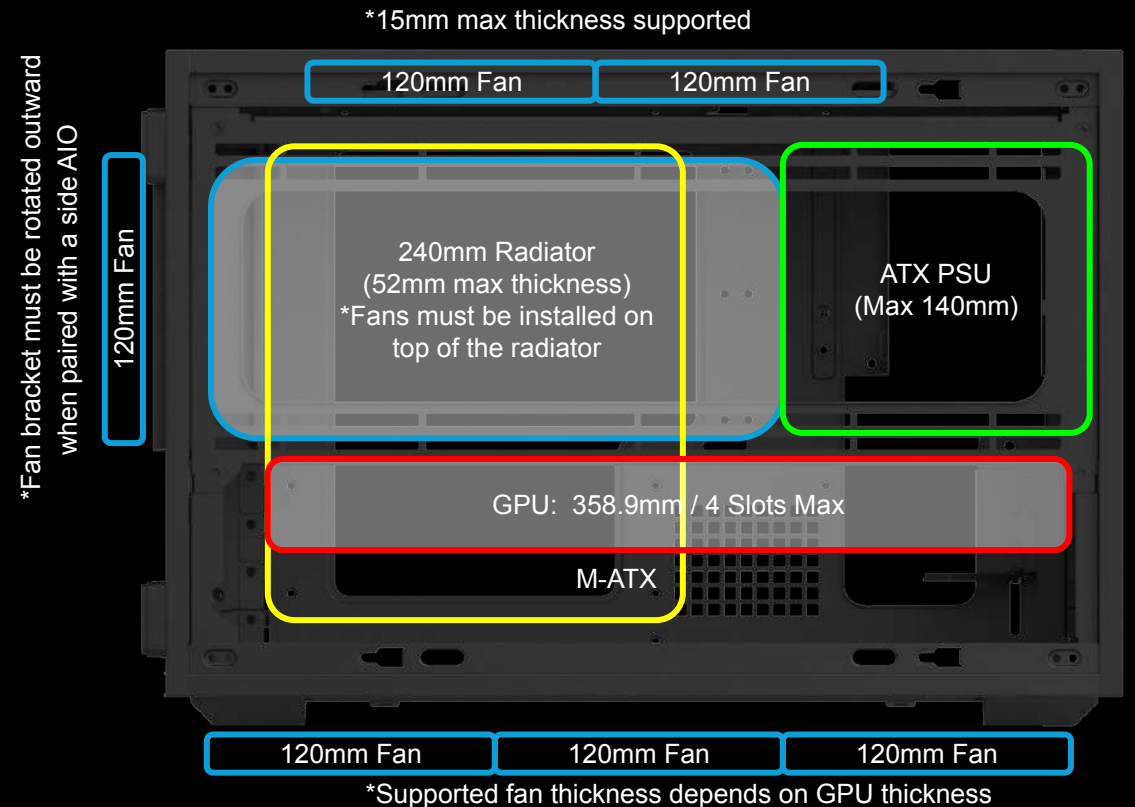 *15mm max thickness supported
120mm Fan
120mm Fan
*Fan bracket must be rotated outward
when paired with a side AIO
120mm Fan
240mm Radiator
(52mm max thickness)
*Fans must be installed on
top of the radiator
ATX PSU
(Max 140mm)
GPU: 358.9mm / 4 Slots Max
M-ATX
120mm Fan
120mm Fan
120mm Fan
*Supported fan thickness depends on GPU thickness